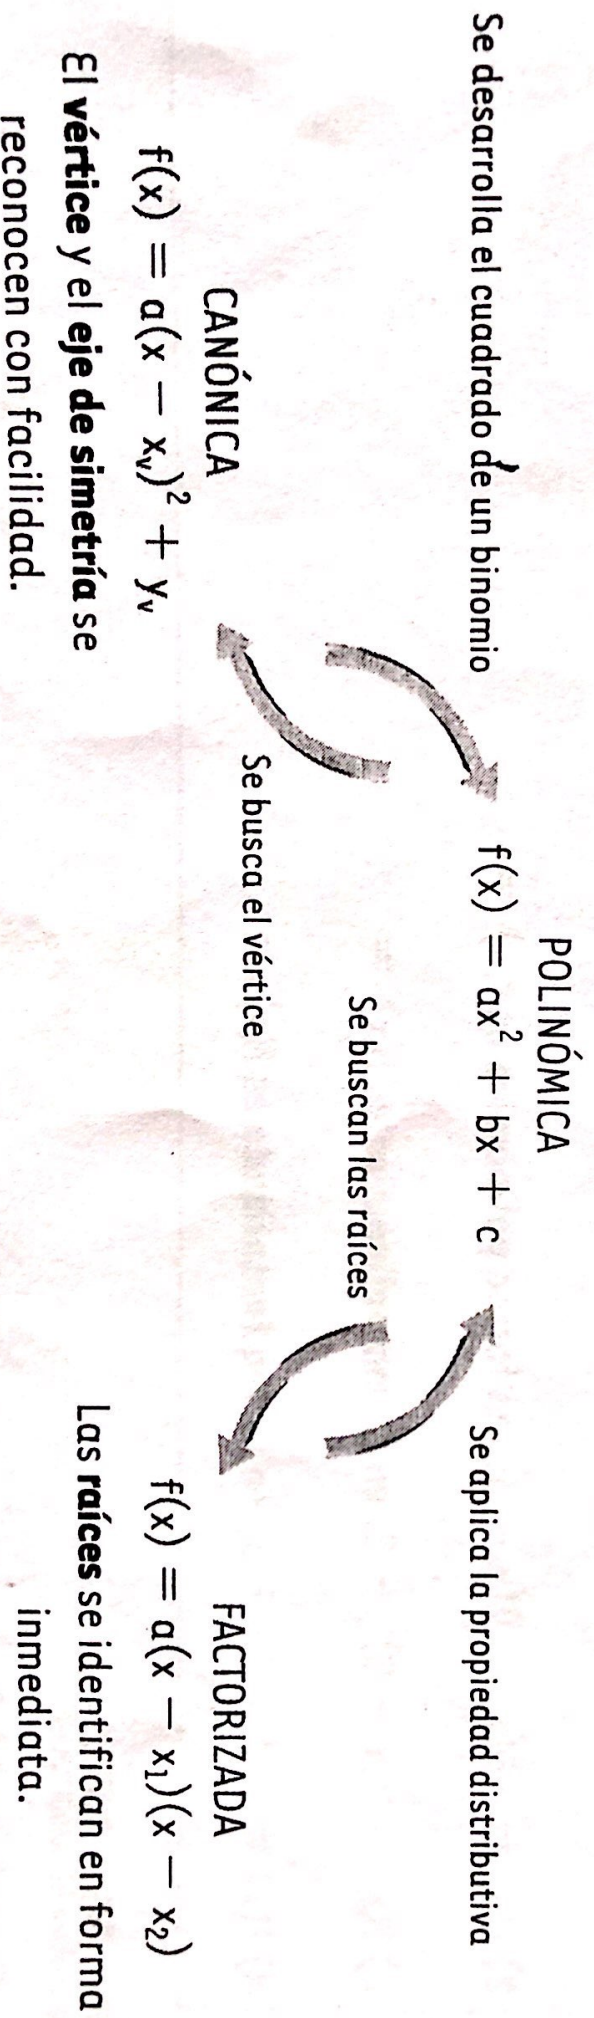 POLINÓMICA
f(x) = ax² + bx + c
Se desarrolla el cuadrado de un binomio
Se aplica la propiedad distributiva
Se buscan las raíces
Se busca el vértice
CANÓNICA
f(x) = a(x − xᵥ)² + yᵥ
El vértice y el eje de simetría se
reconocen con facilidad.
FACTORIZADA
f(x) = a(x − x₁)(x − x₂)
Las raíces se identifican en forma
inmediata.